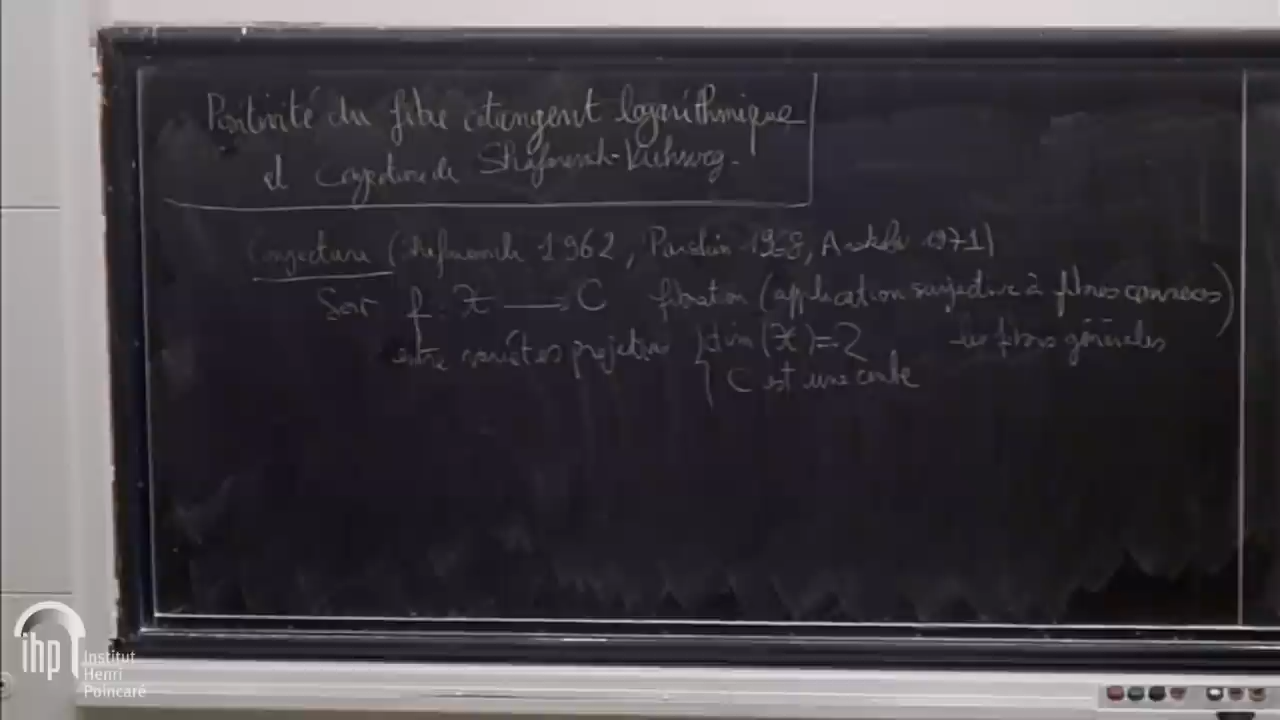 Positivité du fibré cotangent logarithmique
et conjecture de Shafarevich-Viehweg.
Conjecture (Shafarevich 1962, Parshin 1968, Arakelov 1971)
Soit f : X → C fibration (application surjective à fibres connexes)
entre variétés projectives { dim(X)=2 les fibres générales
C est une courbe
ihp Institut
Henri
Poincaré